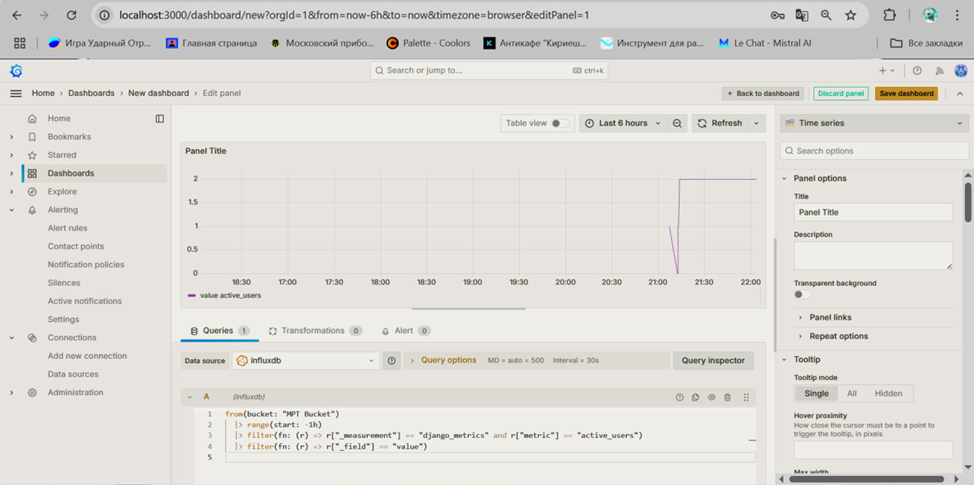 localhost:3000/dashboard/new?orgId=1&from=now-6h&to=now&timezone=browser&editPanel=1
Игра Ударный Отр...
Главная страница
Московский прибо...
Palette - Coolors
Антикафе "Кириеш...
Инструмент для ра...
Le Chat - Mistral AI
Все закладки
Search or jump to...
ctrl+k
Home › Dashboards › New dashboard › Edit panel
Back to dashboard
Discard panel
Save dashboard
Home
Bookmarks
Starred
Dashboards
Explore
Alerting
Alert rules
Contact points
Notification policies
Silences
Active notifications
Settings
Connections
Add new connection
Data sources
Administration
Table view
Last 6 hours
Refresh
Panel Title
2
1.5
1
0.5
0
16:30 17:00 17:30 18:00 18:30 19:00 19:30 20:00 20:30 21:00 21:30 22:00
value active_users
Queries 1
Transformations 0
Alert 0
Data source
influxdb
Query options MD = auto = 500 Interval = 30s
Query inspector
A (influxdb)
1 from(bucket: "MPT Bucket")
2 |> range(start: -1h)
3 |> filter(fn: (r) => r["_measurement"] == "django_metrics" and r["metric"] == "active_users")
4 |> filter(fn: (r) => r["_field"] == "value")
5
Time series
Search options
Panel options
Title
Panel Title
Description
Transparent background
Panel links
Repeat options
Tooltip
Tooltip mode
Single All Hidden
Hover proximity
How close the cursor must be to a point
to trigger the tooltip, in pixels
Max width